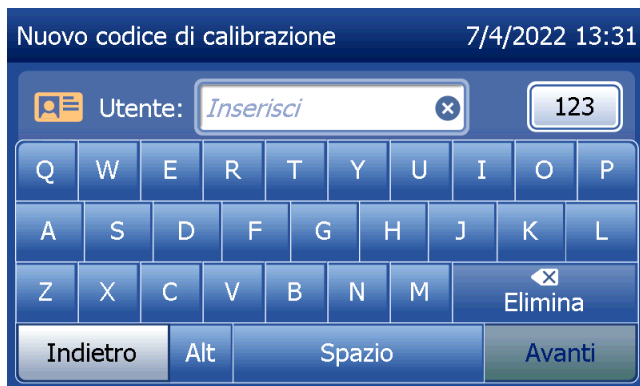 Nuovo codice di calibrazione 7/4/2022 13:31
Utente: Inserisci 123
Q W E R T Y U I O P
A S D F G H J K L
Z X C V B N M Elimina
Indietro Alt Spazio Avanti